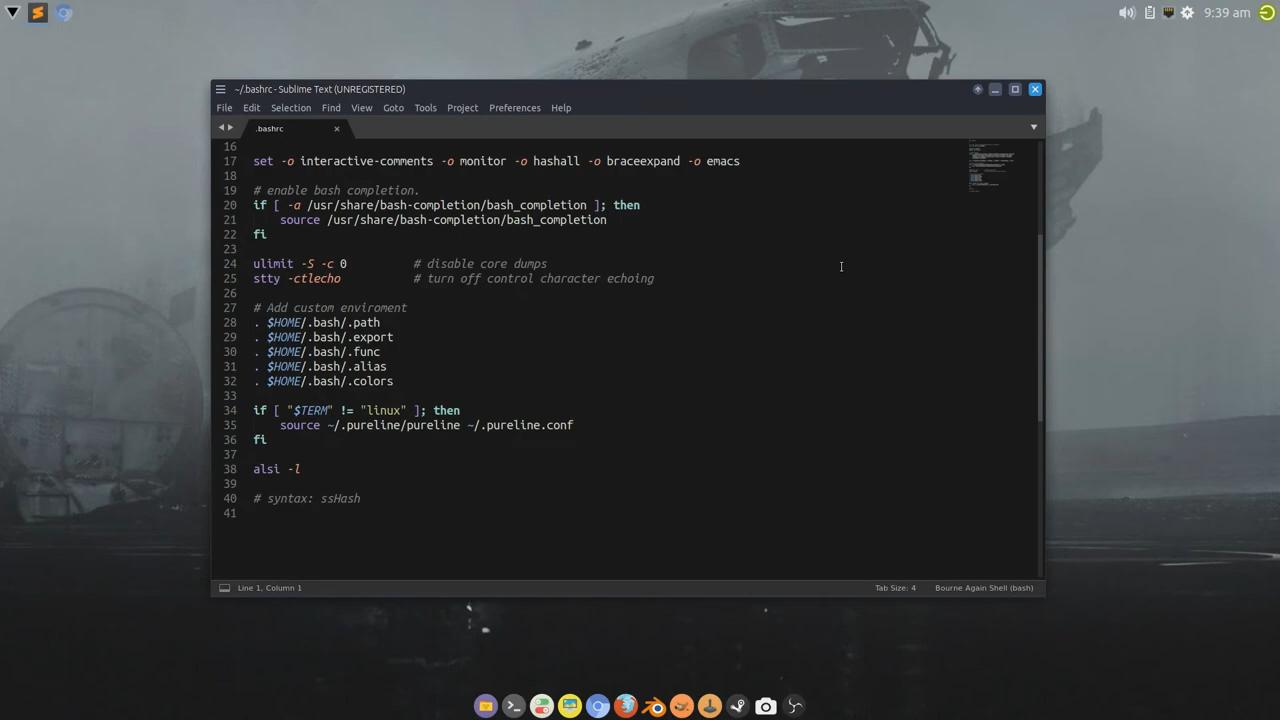 9:39 am
~/.bashrc - Sublime Text (UNREGISTERED)
File Edit Selection Find View Goto Tools Project Preferences Help
.bashrc
16
17 set -o interactive-comments -o monitor -o hashall -o braceexpand -o emacs
18
19 # enable bash completion.
20 if [ -a /usr/share/bash-completion/bash_completion ]; then
21 source /usr/share/bash-completion/bash_completion
22 fi
23
24 ulimit -S -c 0 # disable core dumps
25 stty -ctlecho # turn off control character echoing
26
27 # Add custom enviroment
28 . $HOME/.bash/.path
29 . $HOME/.bash/.export
30 . $HOME/.bash/.func
31 . $HOME/.bash/.alias
32 . $HOME/.bash/.colors
33
34 if [ "$TERM" != "linux" ]; then
35 source ~/.pureline/pureline ~/.pureline.conf
36 fi
37
38 alsi -l
39
40 # syntax: ssHash
41
Line 1, Column 1 Tab Size: 4 Bourne Again Shell (bash)